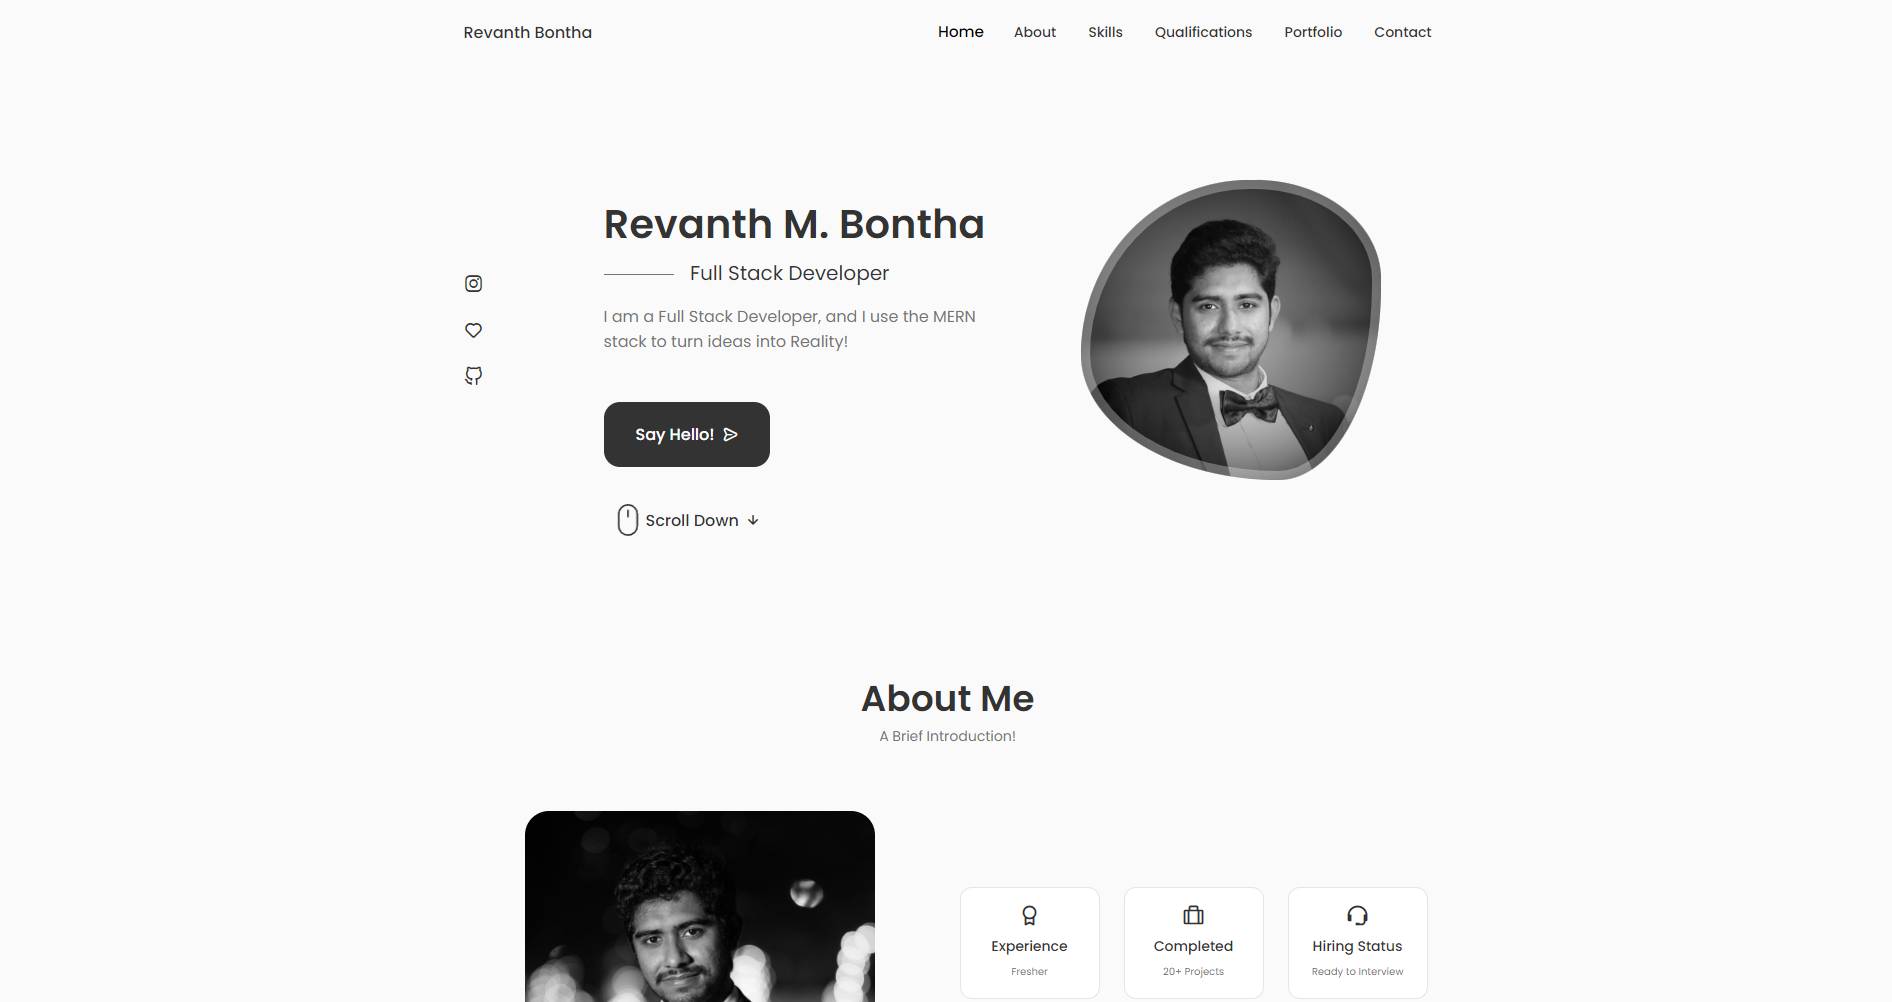 Revanth Bontha
Home About Skills Qualifications Portfolio Contact
Revanth M. Bontha
Full Stack Developer
I am a Full Stack Developer, and I use the MERN
stack to turn ideas into Reality!
Say Hello!
Scroll Down
About Me
A Brief Introduction!
Experience
Fresher
Completed
20+ Projects
Hiring Status
Ready to Interview